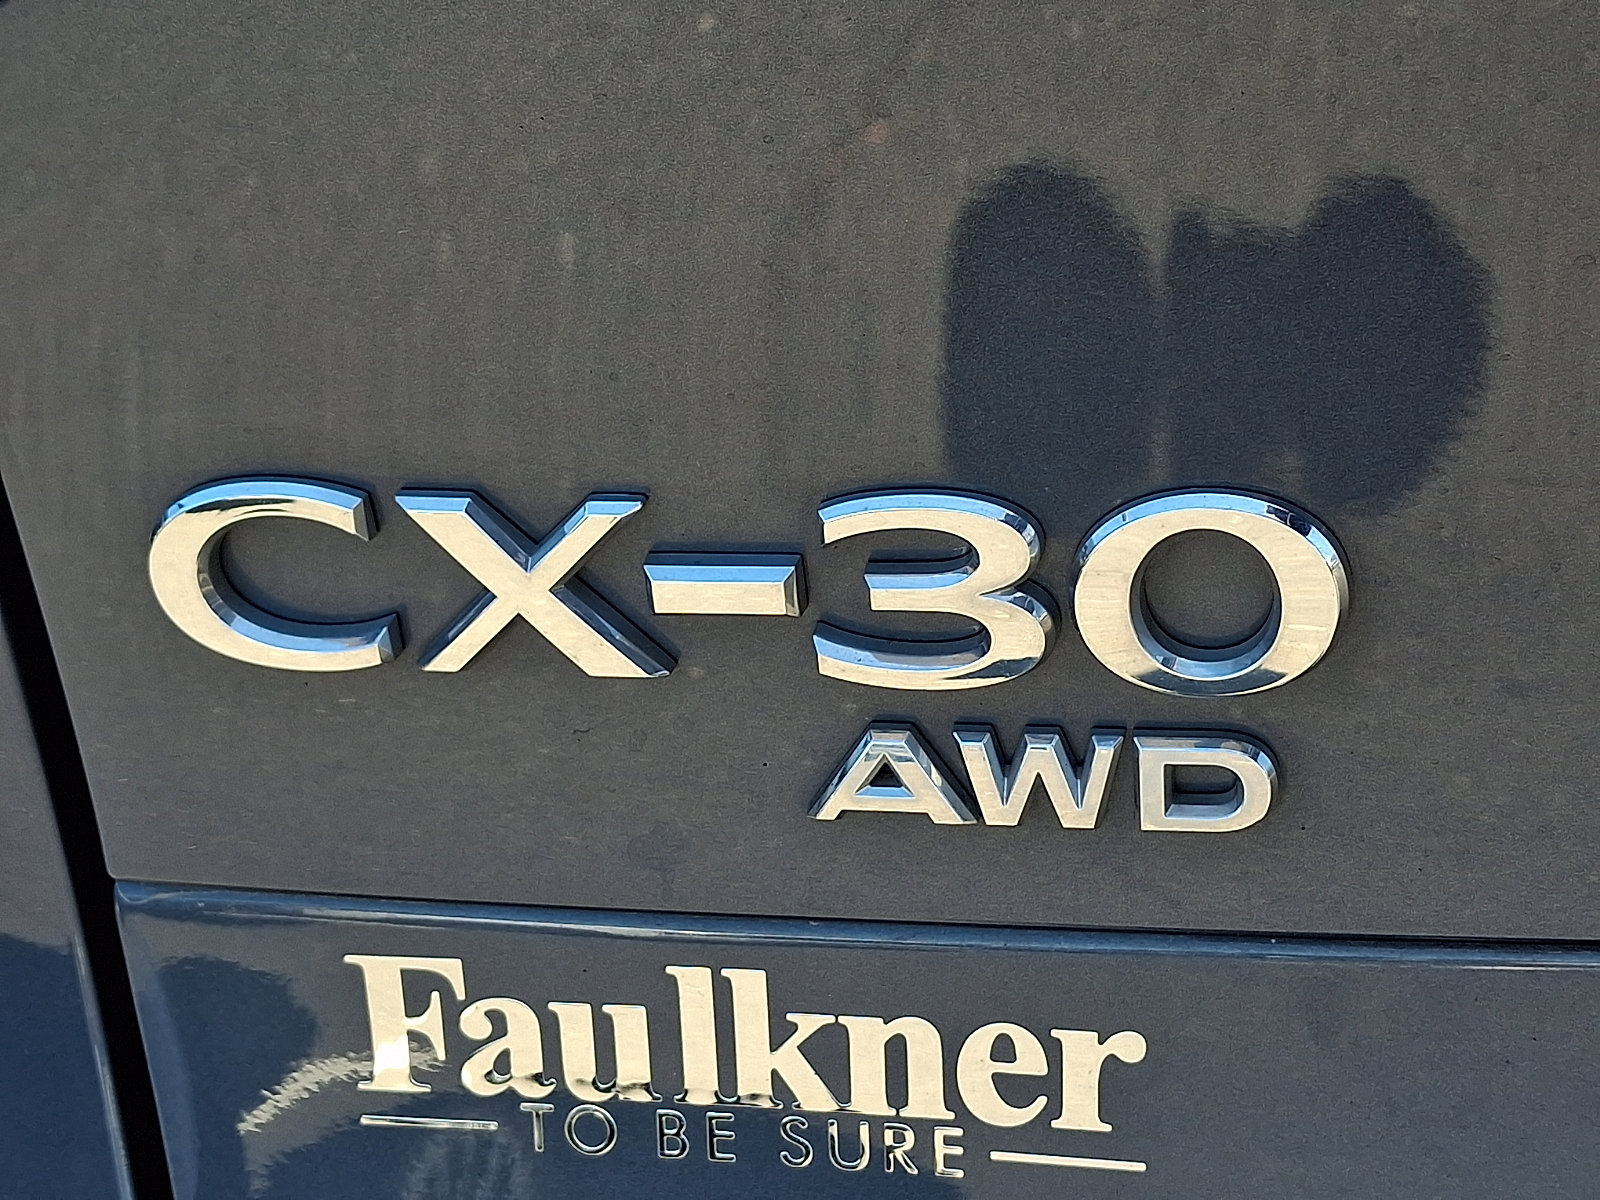 CX-30
AWD
Faulkner
TO BE SURE